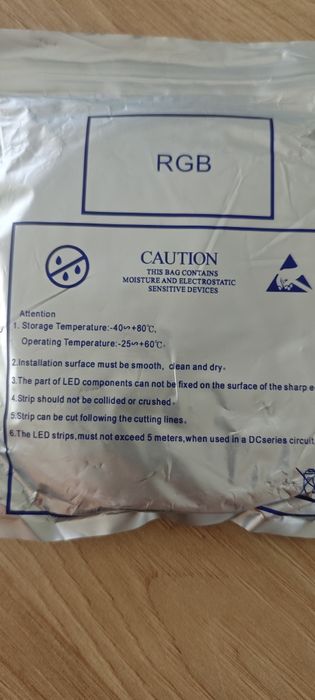 RGB
CAUTION
THIS BAG CONTAINS
MOISTURE AND ELECTROSTATIC
SENSITIVE DEVICES
Attention
1. Storage Temperature:-40∽+80℃,
Operating Temperature:-25∽+60℃.
2.Installation surface must be smooth, clean and dry.
3.The part of LED components can not be fixed on the surface of the sharp
4.Strip should not be collided or crushed.
5.Strip can be cut following the cutting lines.
6.The LED strips,must not exceed 5 meters,when used in a DCseries circuit